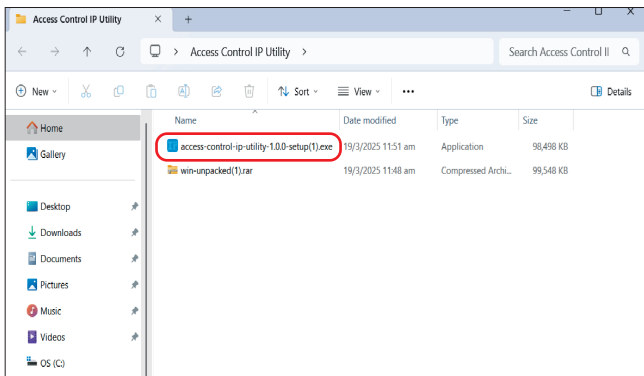 Access Control IP Utility
Access Control IP Utility
Search Access Control II
New
Sort
View
Details
Name Date modified Type Size
access-control-ip-utility-1.0.0-setup(1).exe 19/3/2025 11:51 am Application 98,498 KB
win-unpacked(1).rar 19/3/2025 11:48 am Compressed Archi... 99,548 KB
Home
Gallery
Desktop
Downloads
Documents
Pictures
Music
Videos
OS (C:)